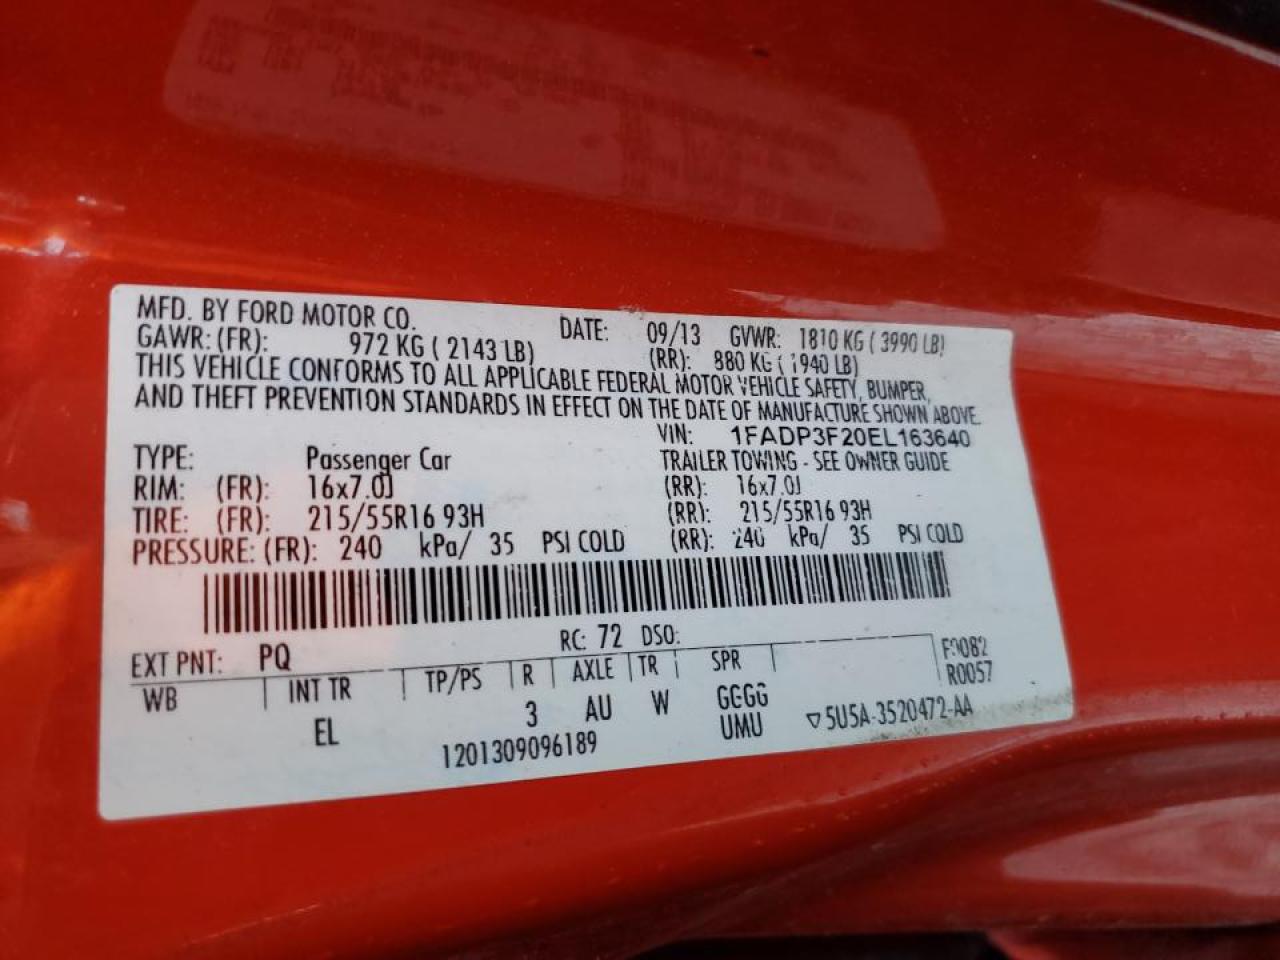 MFD. BY FORD MOTOR CO. DATE: 09/13 GVWR: 1810 KG ( 3990 LB)
GAWR: (FR): 972 KG ( 2143 LB) (RR): 880 KG ( 1940 LB)
THIS VEHICLE CONFORMS TO ALL APPLICABLE FEDERAL MOTOR VEHICLE SAFETY, BUMPER,
AND THEFT PREVENTION STANDARDS IN EFFECT ON THE DATE OF MANUFACTURE SHOWN ABOVE.
VIN: 1FADP3F20EL163640
TYPE: Passenger Car TRAILER TOWING - SEE OWNER GUIDE
RIM: (FR): 16x7.0J (RR): 16x7.0J
TIRE: (FR): 215/55R16 93H (RR): 215/55R16 93H
PRESSURE: (FR): 240 kPa/ 35 PSI COLD (RR): 240 kPa/ 35 PSI COLD
EXT PNT: PQ RC: 72 DSO:
WB INT TR TP/PS R AXLE TR SPR
EL 3 AU W GGGG
UMU
R0057
1201309096189 ▽5U5A-3520472-AA